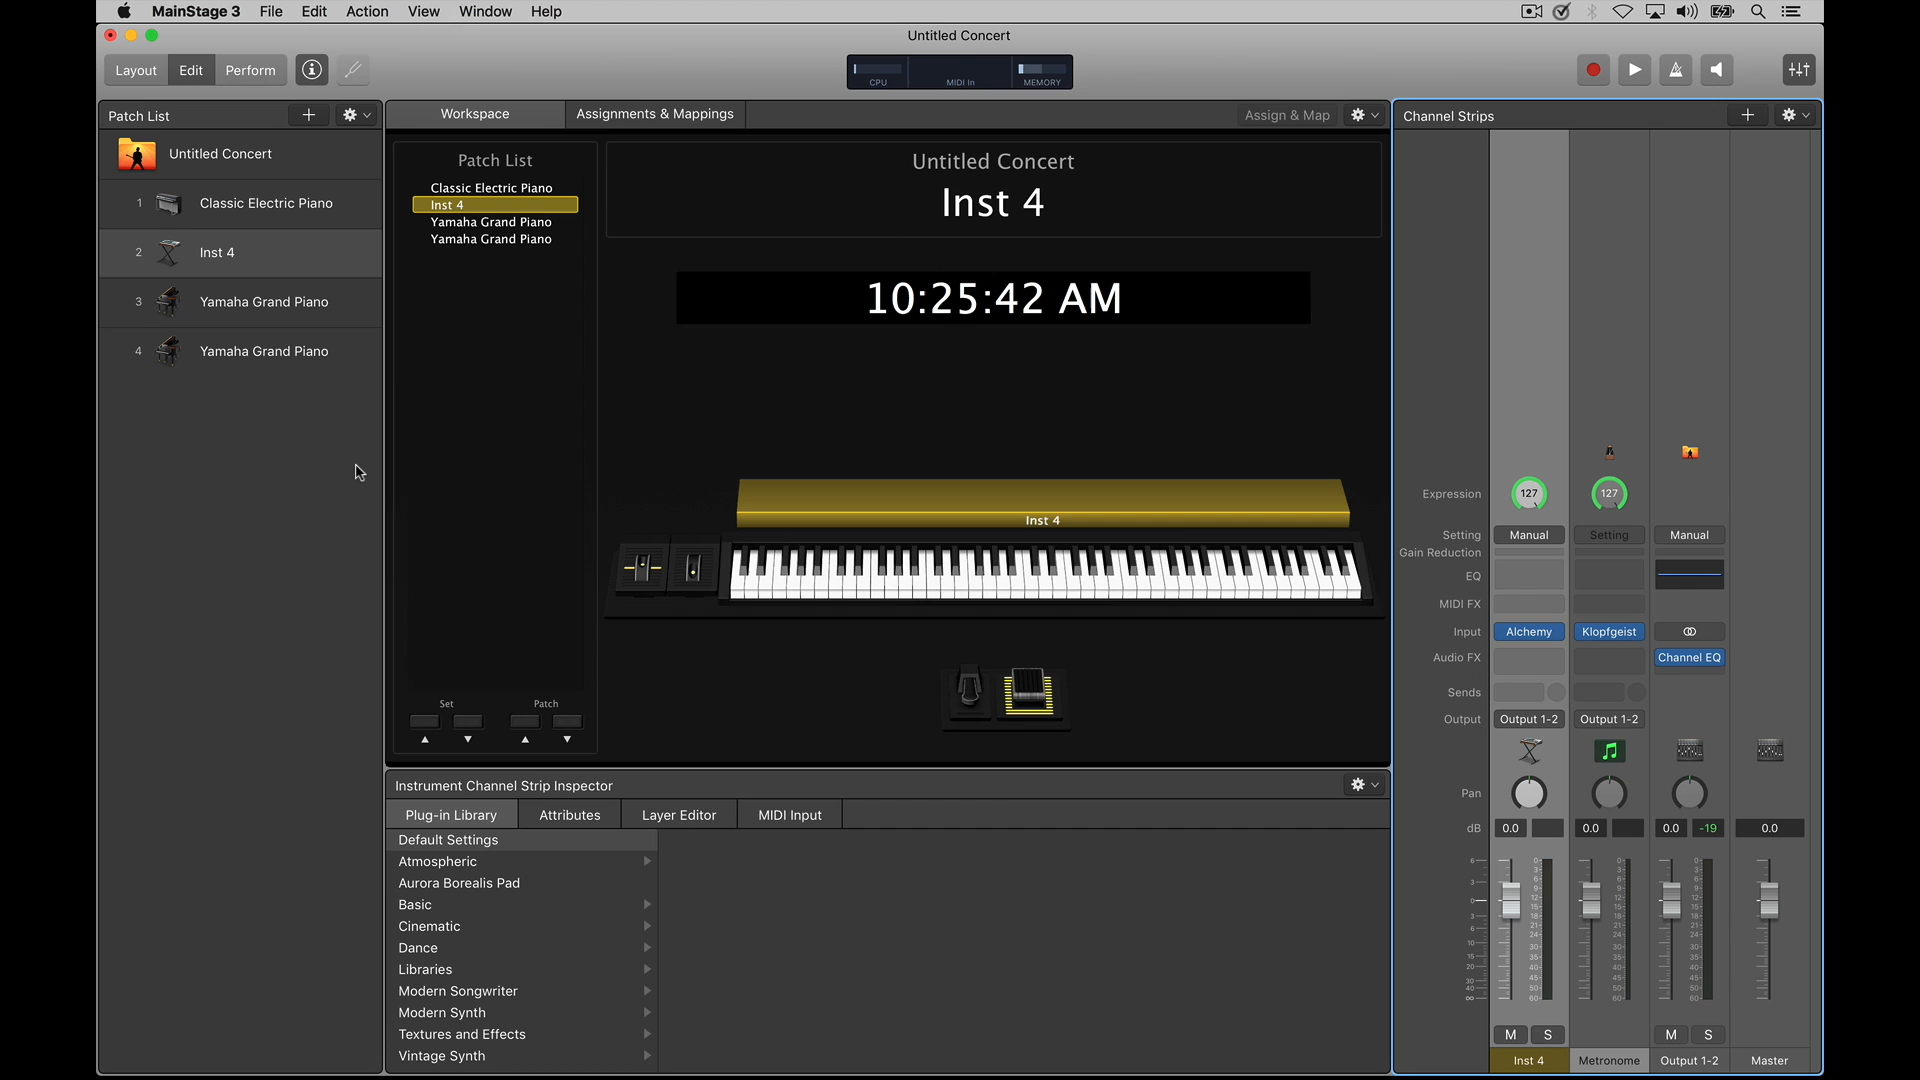 MainStage 3 File Edit Action View Window Help
Untitled Concert
Layout Edit Perform
CPU MIDI In MEMORY
Patch List
Untitled Concert
1 Classic Electric Piano
2 Inst 4
3 Yamaha Grand Piano
4 Yamaha Grand Piano
Workspace Assignments & Mappings Assign & Map
Patch List
Classic Electric Piano
Inst 4
Yamaha Grand Piano
Yamaha Grand Piano
Set Patch
Untitled Concert
Inst 4
10:25:42 AM
Inst 4
Instrument Channel Strip Inspector
Plug-in Library Attributes Layer Editor MIDI Input
Default Settings
Atmospheric
Aurora Borealis Pad
Basic
Cinematic
Dance
Libraries
Modern Songwriter
Modern Synth
Textures and Effects
Vintage Synth
Channel Strips
Expression 127 127
Setting Manual Setting Manual
Gain Reduction
EQ
MIDI FX
Input Alchemy Klopfgeist
Audio FX Channel EQ
Sends
Output Output 1-2 Output 1-2
Pan
dB 0.0 0.0 0.0 -19 0.0
M S M S
Inst 4 Metronome Output 1-2 Master